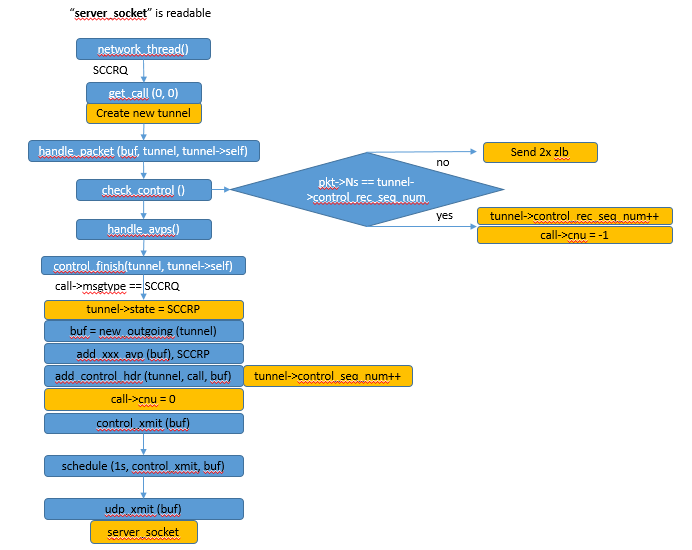 “server_socket” is readable
network_thread()
SCCRQ
get_call (0, 0)
Create new tunnel
handle_packet (buf, tunnel, tunnel->self)
no
Send 2x zlb
check_control ()
pkt->Ns == tunnel-
>control_rec_seq_num
yes
tunnel->control_rec_seq_num++
call->cnu = -1
handle_avps()
control_finish(tunnel, tunnel->self)
call->msgtype == SCCRQ
tunnel->state = SCCRP
buf = new_outgoing (tunnel)
add_xxx_avp (buf), SCCRP
add_control_hdr (tunnel, call, buf)
tunnel->control_seq_num++
call->cnu = 0
control_xmit (buf)
schedule (1s, control_xmit, buf)
udp_xmit (buf)
server_socket